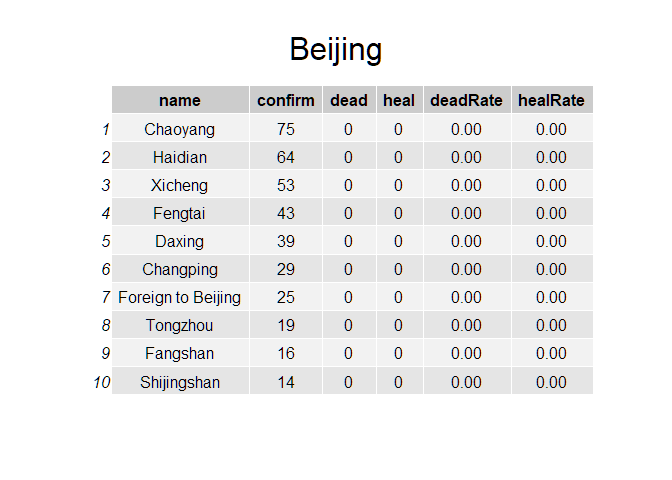 Beijing
name confirm dead heal deadRate healRate
1 Chaoyang 75 0 0 0.00 0.00
2 Haidian 64 0 0 0.00 0.00
3 Xicheng 53 0 0 0.00 0.00
4 Fengtai 43 0 0 0.00 0.00
5 Daxing 39 0 0 0.00 0.00
6 Changping 29 0 0 0.00 0.00
7 Foreign to Beijing 25 0 0 0.00 0.00
8 Tongzhou 19 0 0 0.00 0.00
9 Fangshan 16 0 0 0.00 0.00
10 Shijingshan 14 0 0 0.00 0.00